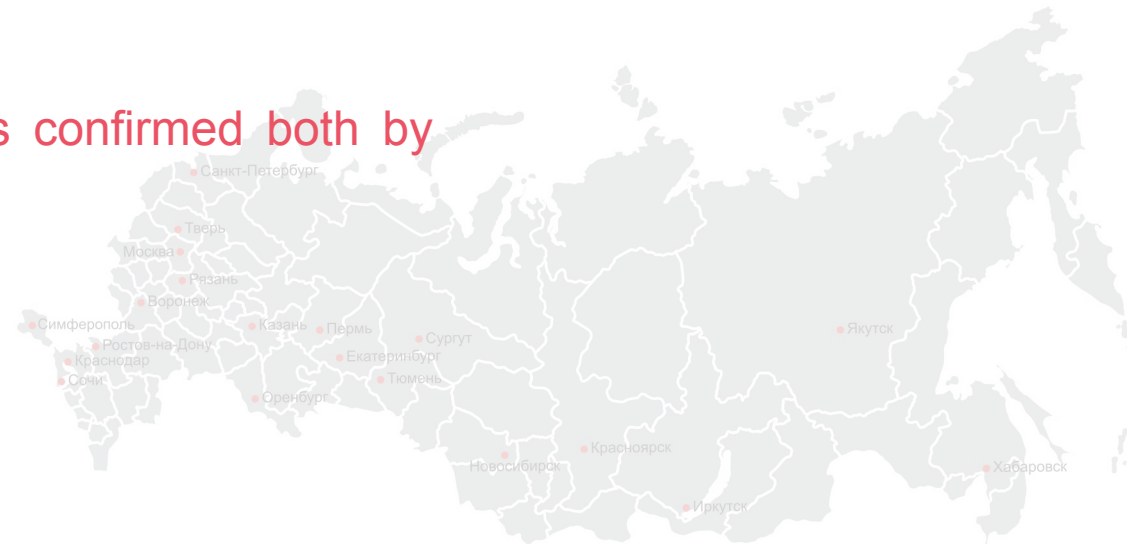 s confirmed both by
Санкт-Петербург
Тверь
Москва
Рязань
Воронеж
Симферополь
Казань
Пермь
Сургут
Якутск
Ростов-на-Дону
Краснодар
Екатеринбург
Сочи
Тюмень
Оренбург
Красноярск
Новосибирск
Хабаровск
Иркутск